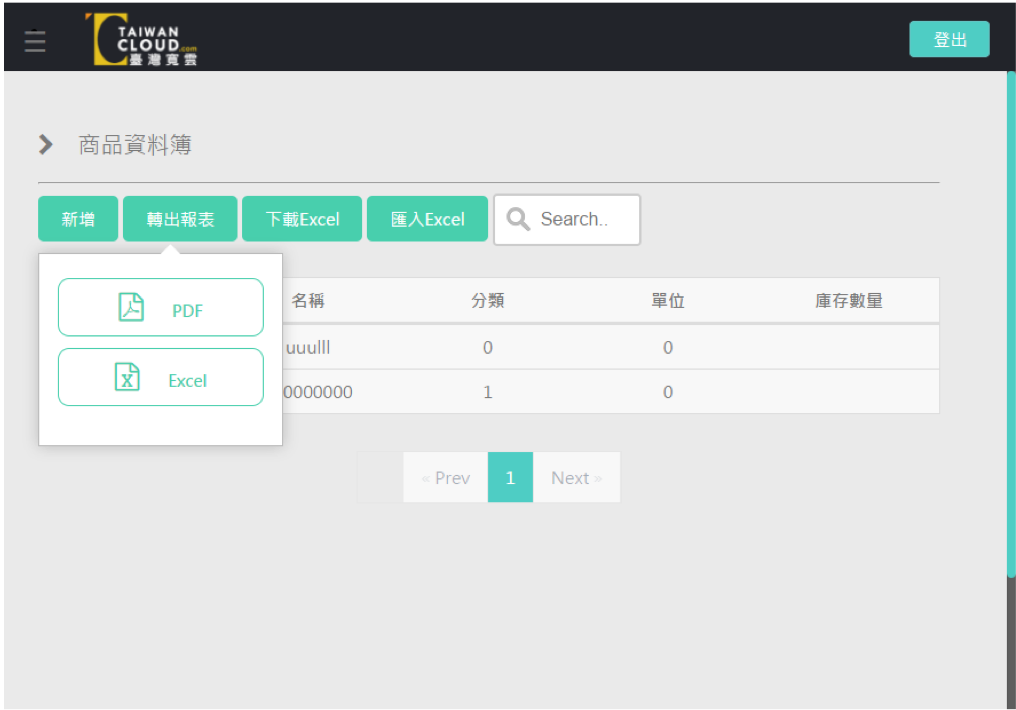 TAIWAN
CLOUD.com
臺灣寬雲
登出
商品資料簿
新增 轉出報表 下載Excel 匯入Excel Search..
PDF
Excel
名稱 分類 單位 庫存數量
uuulll 0 0
0000000 1 0
« Prev 1 Next »